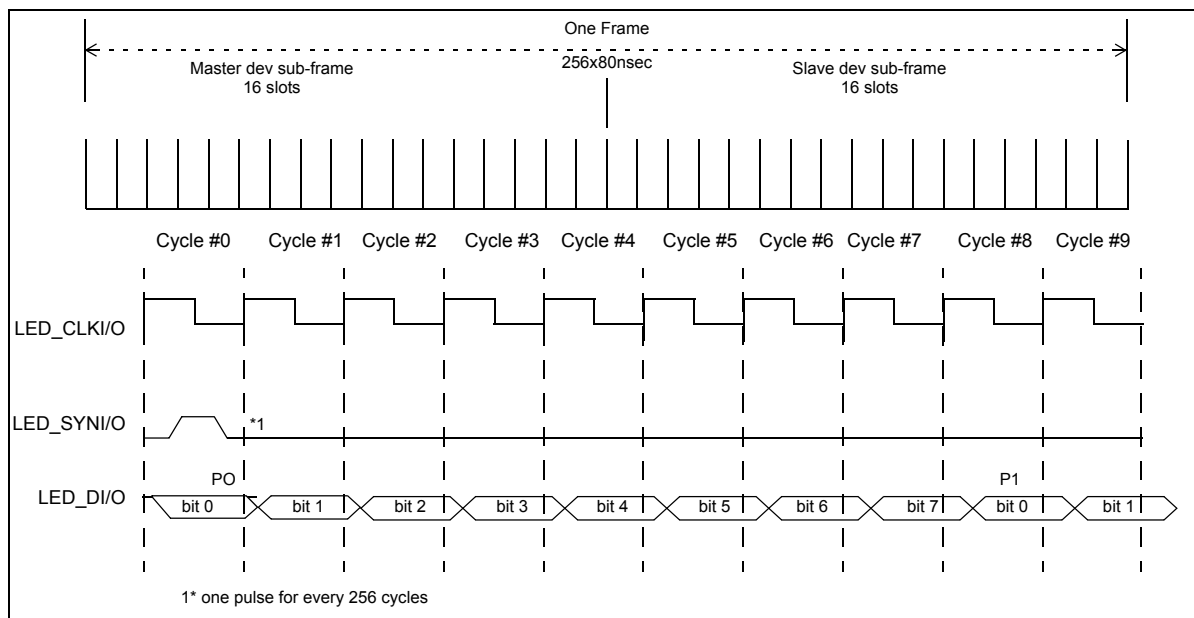 One Frame
256x80nsec
Master dev sub-frame
16 slots
Slave dev sub-frame
16 slots
Cycle #0 Cycle #1 Cycle #2 Cycle #3 Cycle #4 Cycle #5 Cycle #6 Cycle #7 Cycle #8 Cycle #9
LED_CLKI/O
LED_SYNI/O *1
PO P1
LED_DI/O bit 0 bit 1 bit 2 bit 3 bit 4 bit 5 bit 6 bit 7 bit 0 bit 1
1* one pulse for every 256 cycles